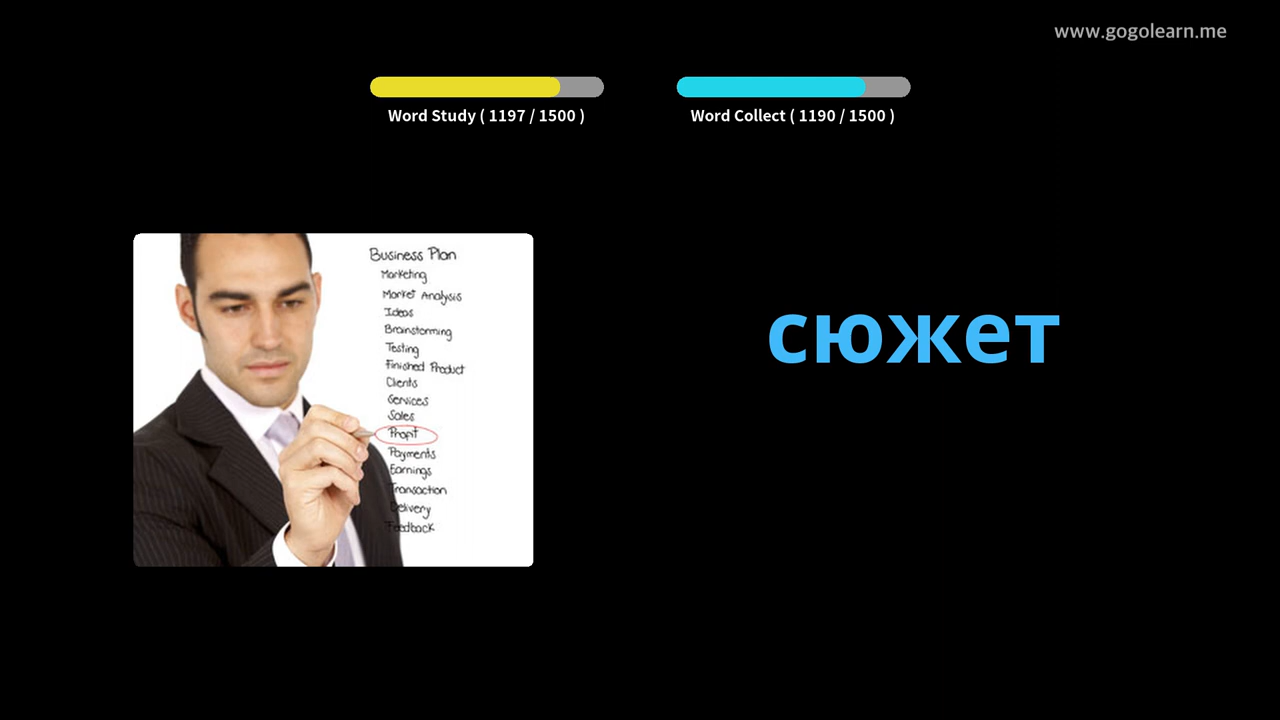 www.gogolearn.me
Word Study ( 1197 / 1500 )
Word Collect ( 1190 / 1500 )
Business Plan
Marketing
Market Analysis
Ideas
Brainstorming
Testing
Finished Product
Clients
Services
Sales
Profit
Payments
Earnings
Transaction
Delivery
Feedback
сюжет